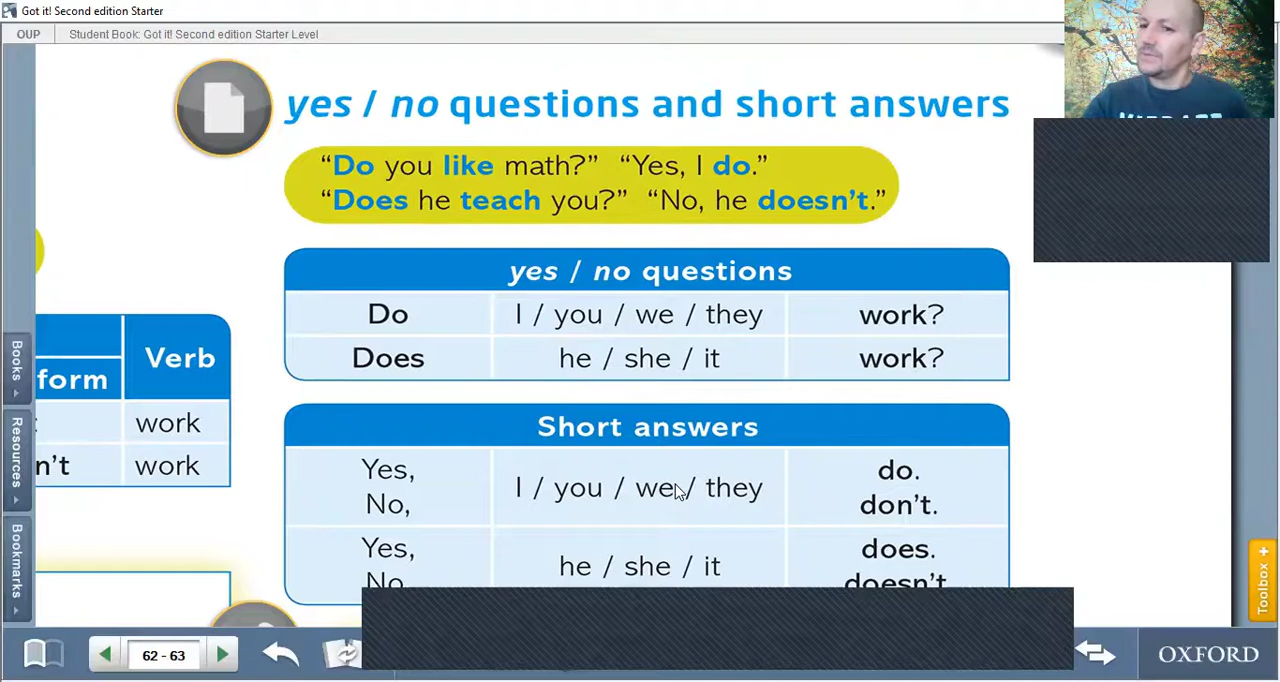 Got it! Second edition Starter
OUP
Student Book: Got it! Second edition Starter Level
yes / no questions and short answers
“Do you like math?” “Yes, I do.”
“Does he teach you?” “No, he doesn’t.”
yes / no questions
Do I / you / we / they work?
Does he / she / it work?
Short answers
Yes,
No,
I / you / we / they
do.
don’t.
Yes,
No
he / she / it
does.
doesn’t
form
Verb
work
n’t work
Books
Resources
Bookmarks
Toolbox +
62 - 63
OXFORD